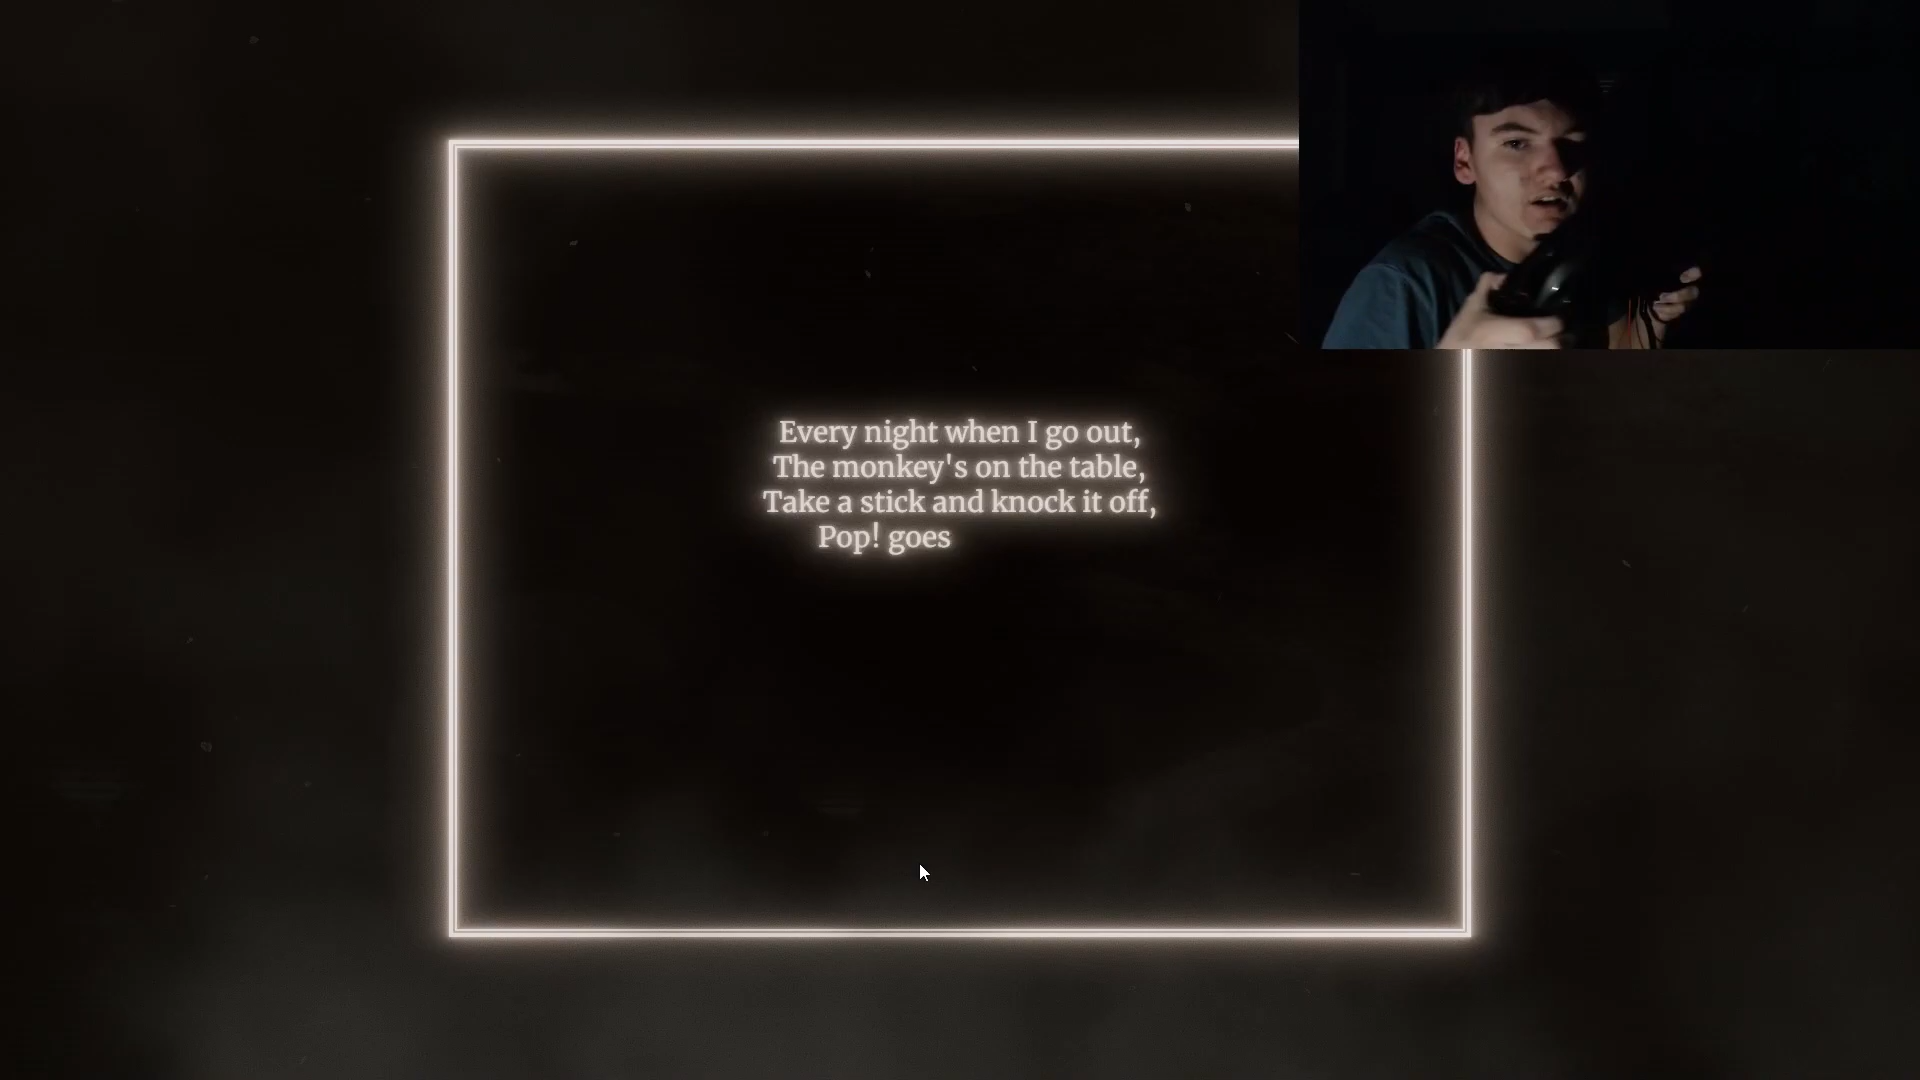 Every night when I go out,
The monkey's on the table,
Take a stick and knock it off,
Pop! goes